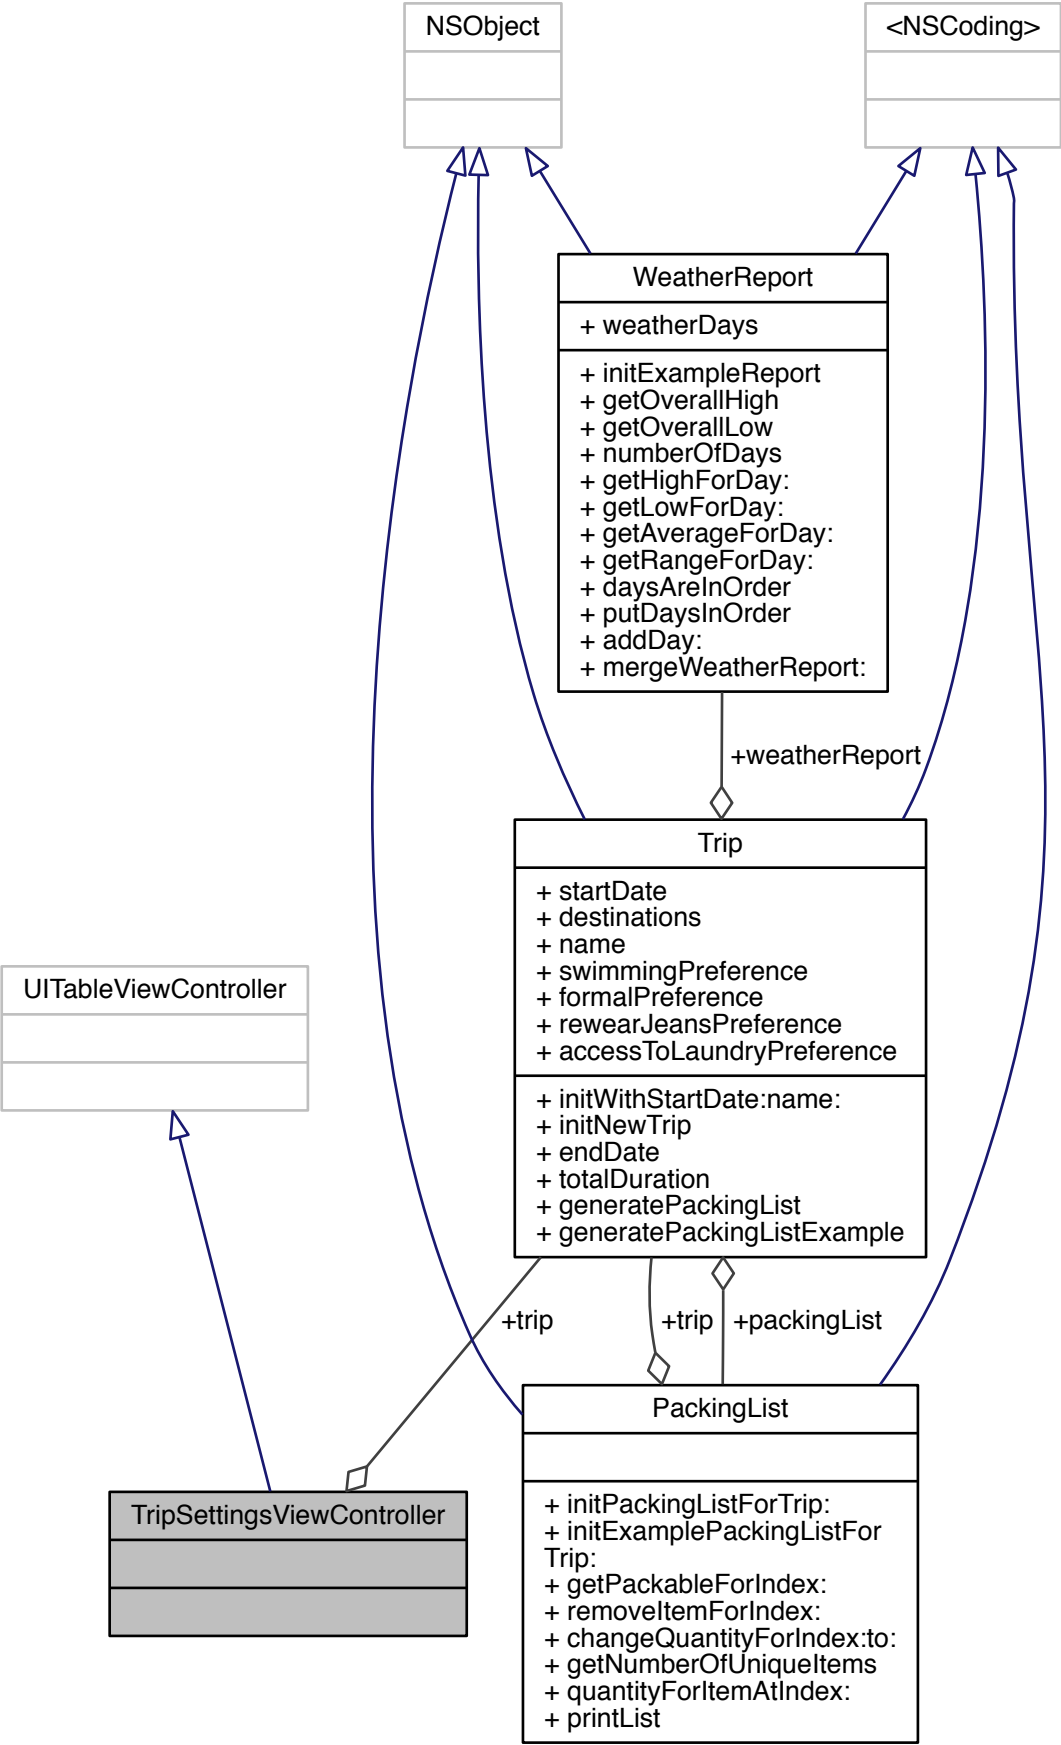 NSObject
<NSCoding>
WeatherReport
+ weatherDays
+ initExampleReport
+ getOverallHigh
+ getOverallLow
+ numberOfDays
+ getHighForDay:
+ getLowForDay:
+ getAverageForDay:
+ getRangeForDay:
+ daysAreInOrder
+ putDaysInOrder
+ addDay:
+ mergeWeatherReport:
+weatherReport
Trip
+ startDate
+ destinations
+ name
+ swimmingPreference
+ formalPreference
+ rewearJeansPreference
+ accessToLaundryPreference
+ initWithStartDate:name:
+ initNewTrip
+ endDate
+ totalDuration
+ generatePackingList
+ generatePackingListExample
UITableViewController
+trip
+trip
+packingList
PackingList
+ initPackingListForTrip:
+ initExamplePackingListFor
Trip:
+ getPackableForIndex:
+ removeItemForIndex:
+ changeQuantityForIndex:to:
+ getNumberOfUniqueItems
+ quantityForItemAtIndex:
+ printList
TripSettingsViewController